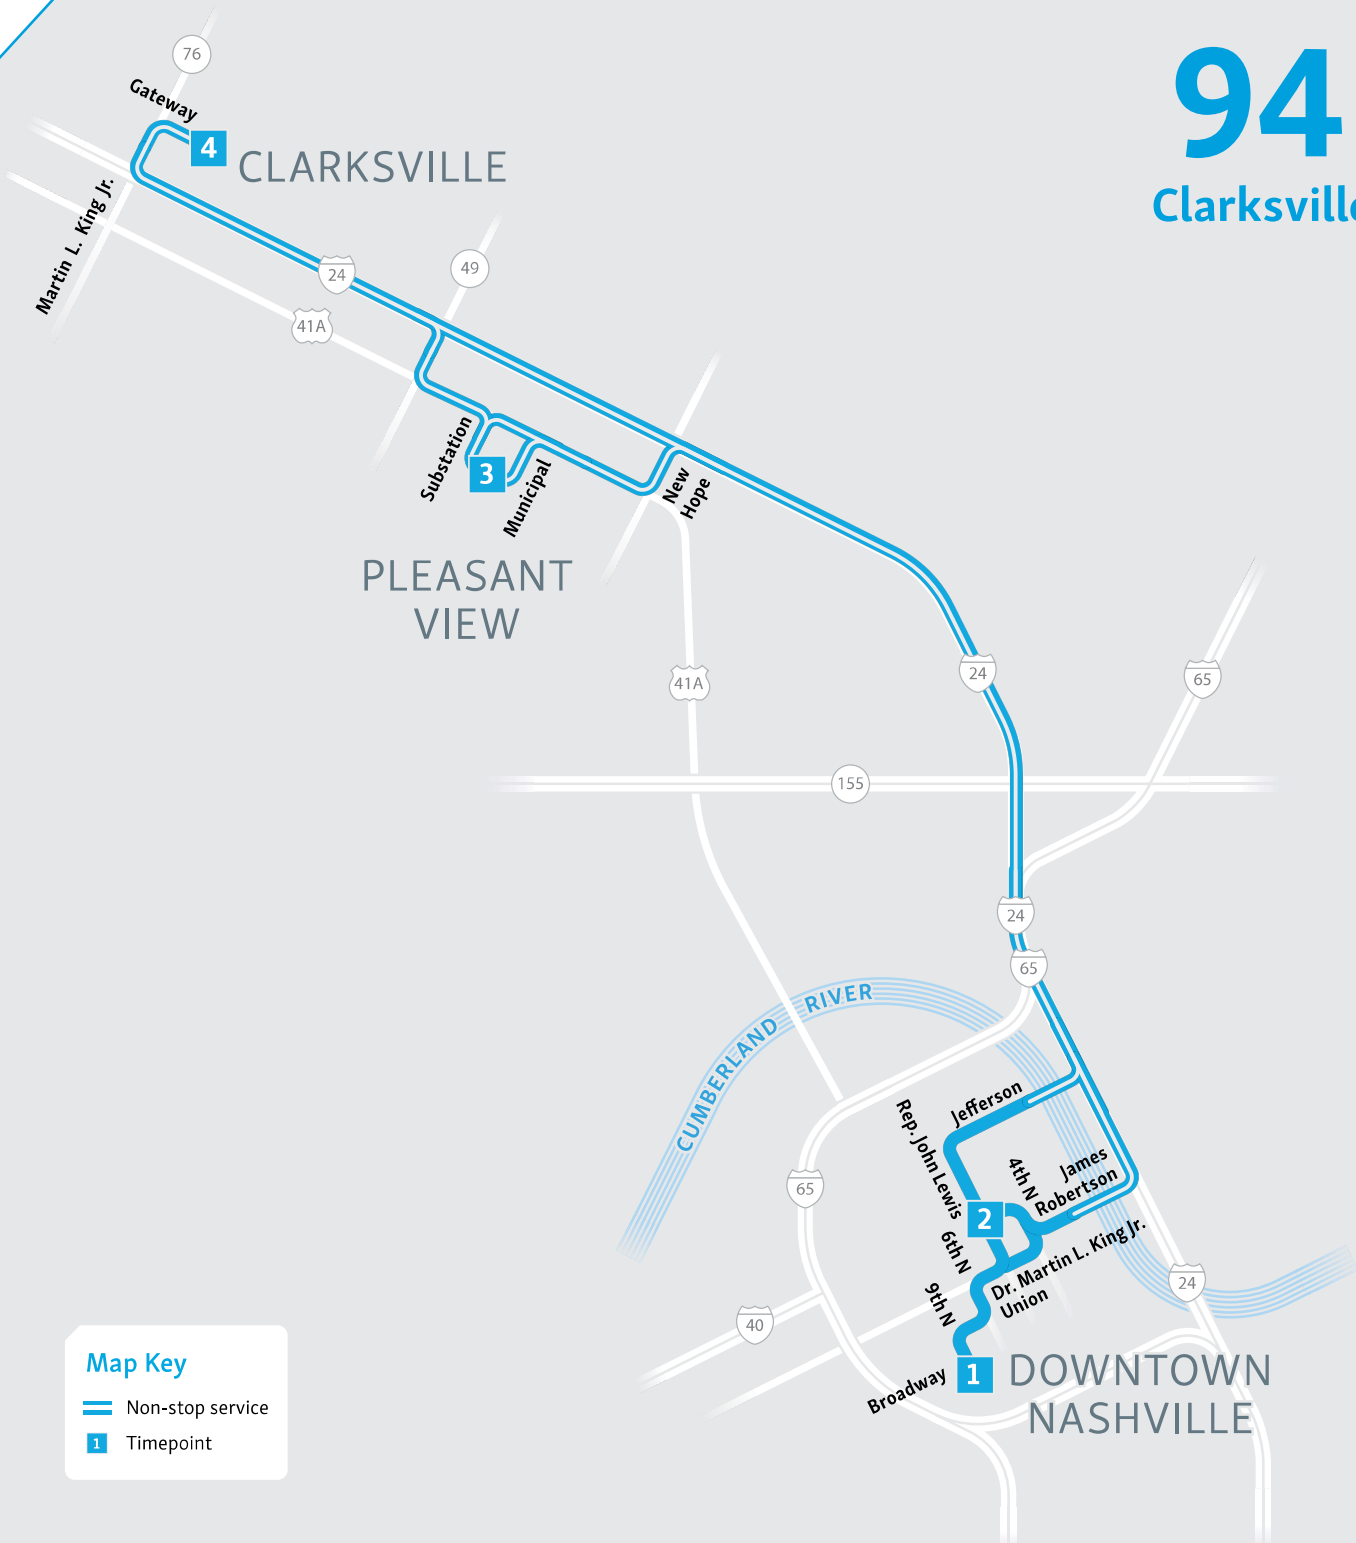 94
Clarksville
76
Gateway
4
CLARKSVILLE
Martin L. King Jr.
24
49
41A
Substation
3
Municipal
New
Hope
PLEASANT
VIEW
24
65
41A
155
24
65
CUMBERLAND RIVER
Jefferson
Rep. John Lewis
4th N
James
Robertson
65
2
6th N
Dr. Martin L. King Jr.
Union
24
9th N
40
1
Broadway
DOWNTOWN
NASHVILLE
Map Key
Non-stop service
1 Timepoint